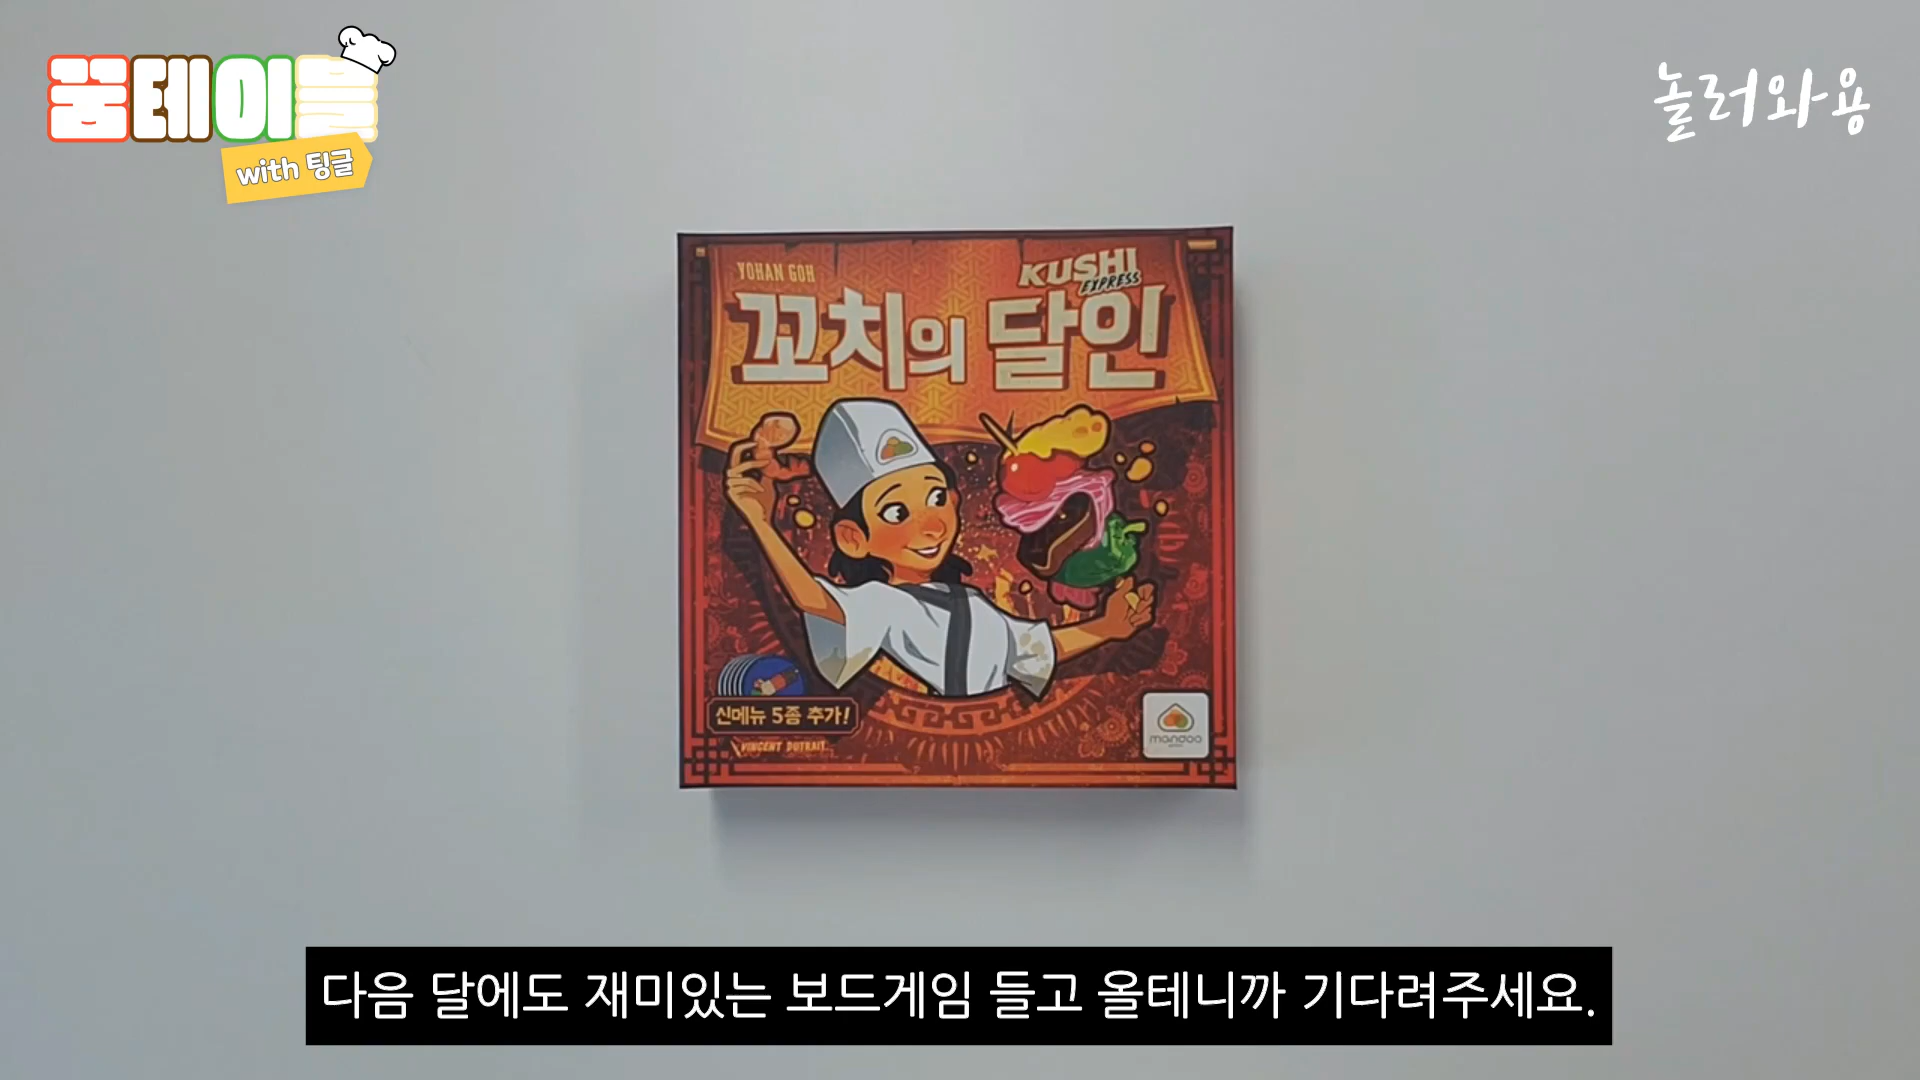 꿈테이블
with 팅글
놀러와용
YOHAN GOH
KUSHI
EXPRESS
꼬치의 달인
신메뉴 5종 추가!
VINCENT DUTRAIT
mandoo
다음 달에도 재미있는 보드게임 들고 올테니까 기다려주세요.